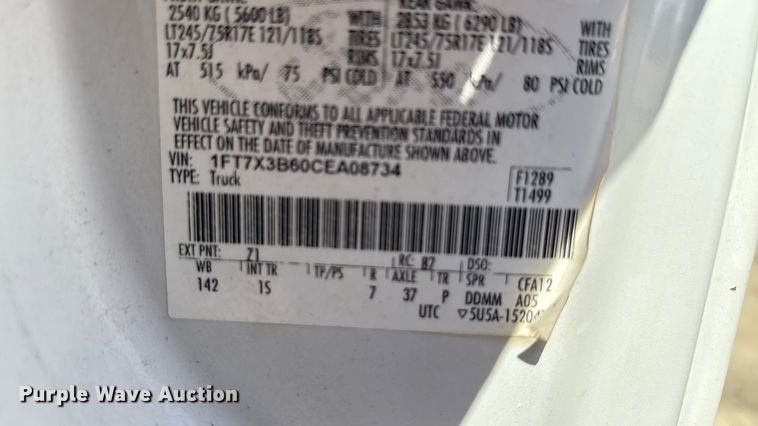 2540 KG ( 5600 LB) WITH 2853 KG ( 6290 LB) WITH
LT245/75R17E 121/118S TIRES LT245/75R17E 121/118S TIRES
17x7.5J RIMS 17x7.5J RIMS
AT 515 kPa/ 75 PSI COLD AT 550 kPa/ 80 PSI COLD
THIS VEHICLE CONFORMS TO ALL APPLICABLE FEDERAL MOTOR
VEHICLE SAFETY AND THEFT PREVENTION STANDARDS IN
EFFECT ON THE DATE OF MANUFACTURE SHOWN ABOVE.
VIN: 1FT7X3B60CEA08734
TYPE: Truck
F1289
T1499
EXT PNT: Z1 RC: 87 DSO:
WB INT TR TP/PS R AXLE TR SPR CFA12
142 1S 7 37 P DDMM A05
UTC ▽5U5A-15204
Purple Wave Auction